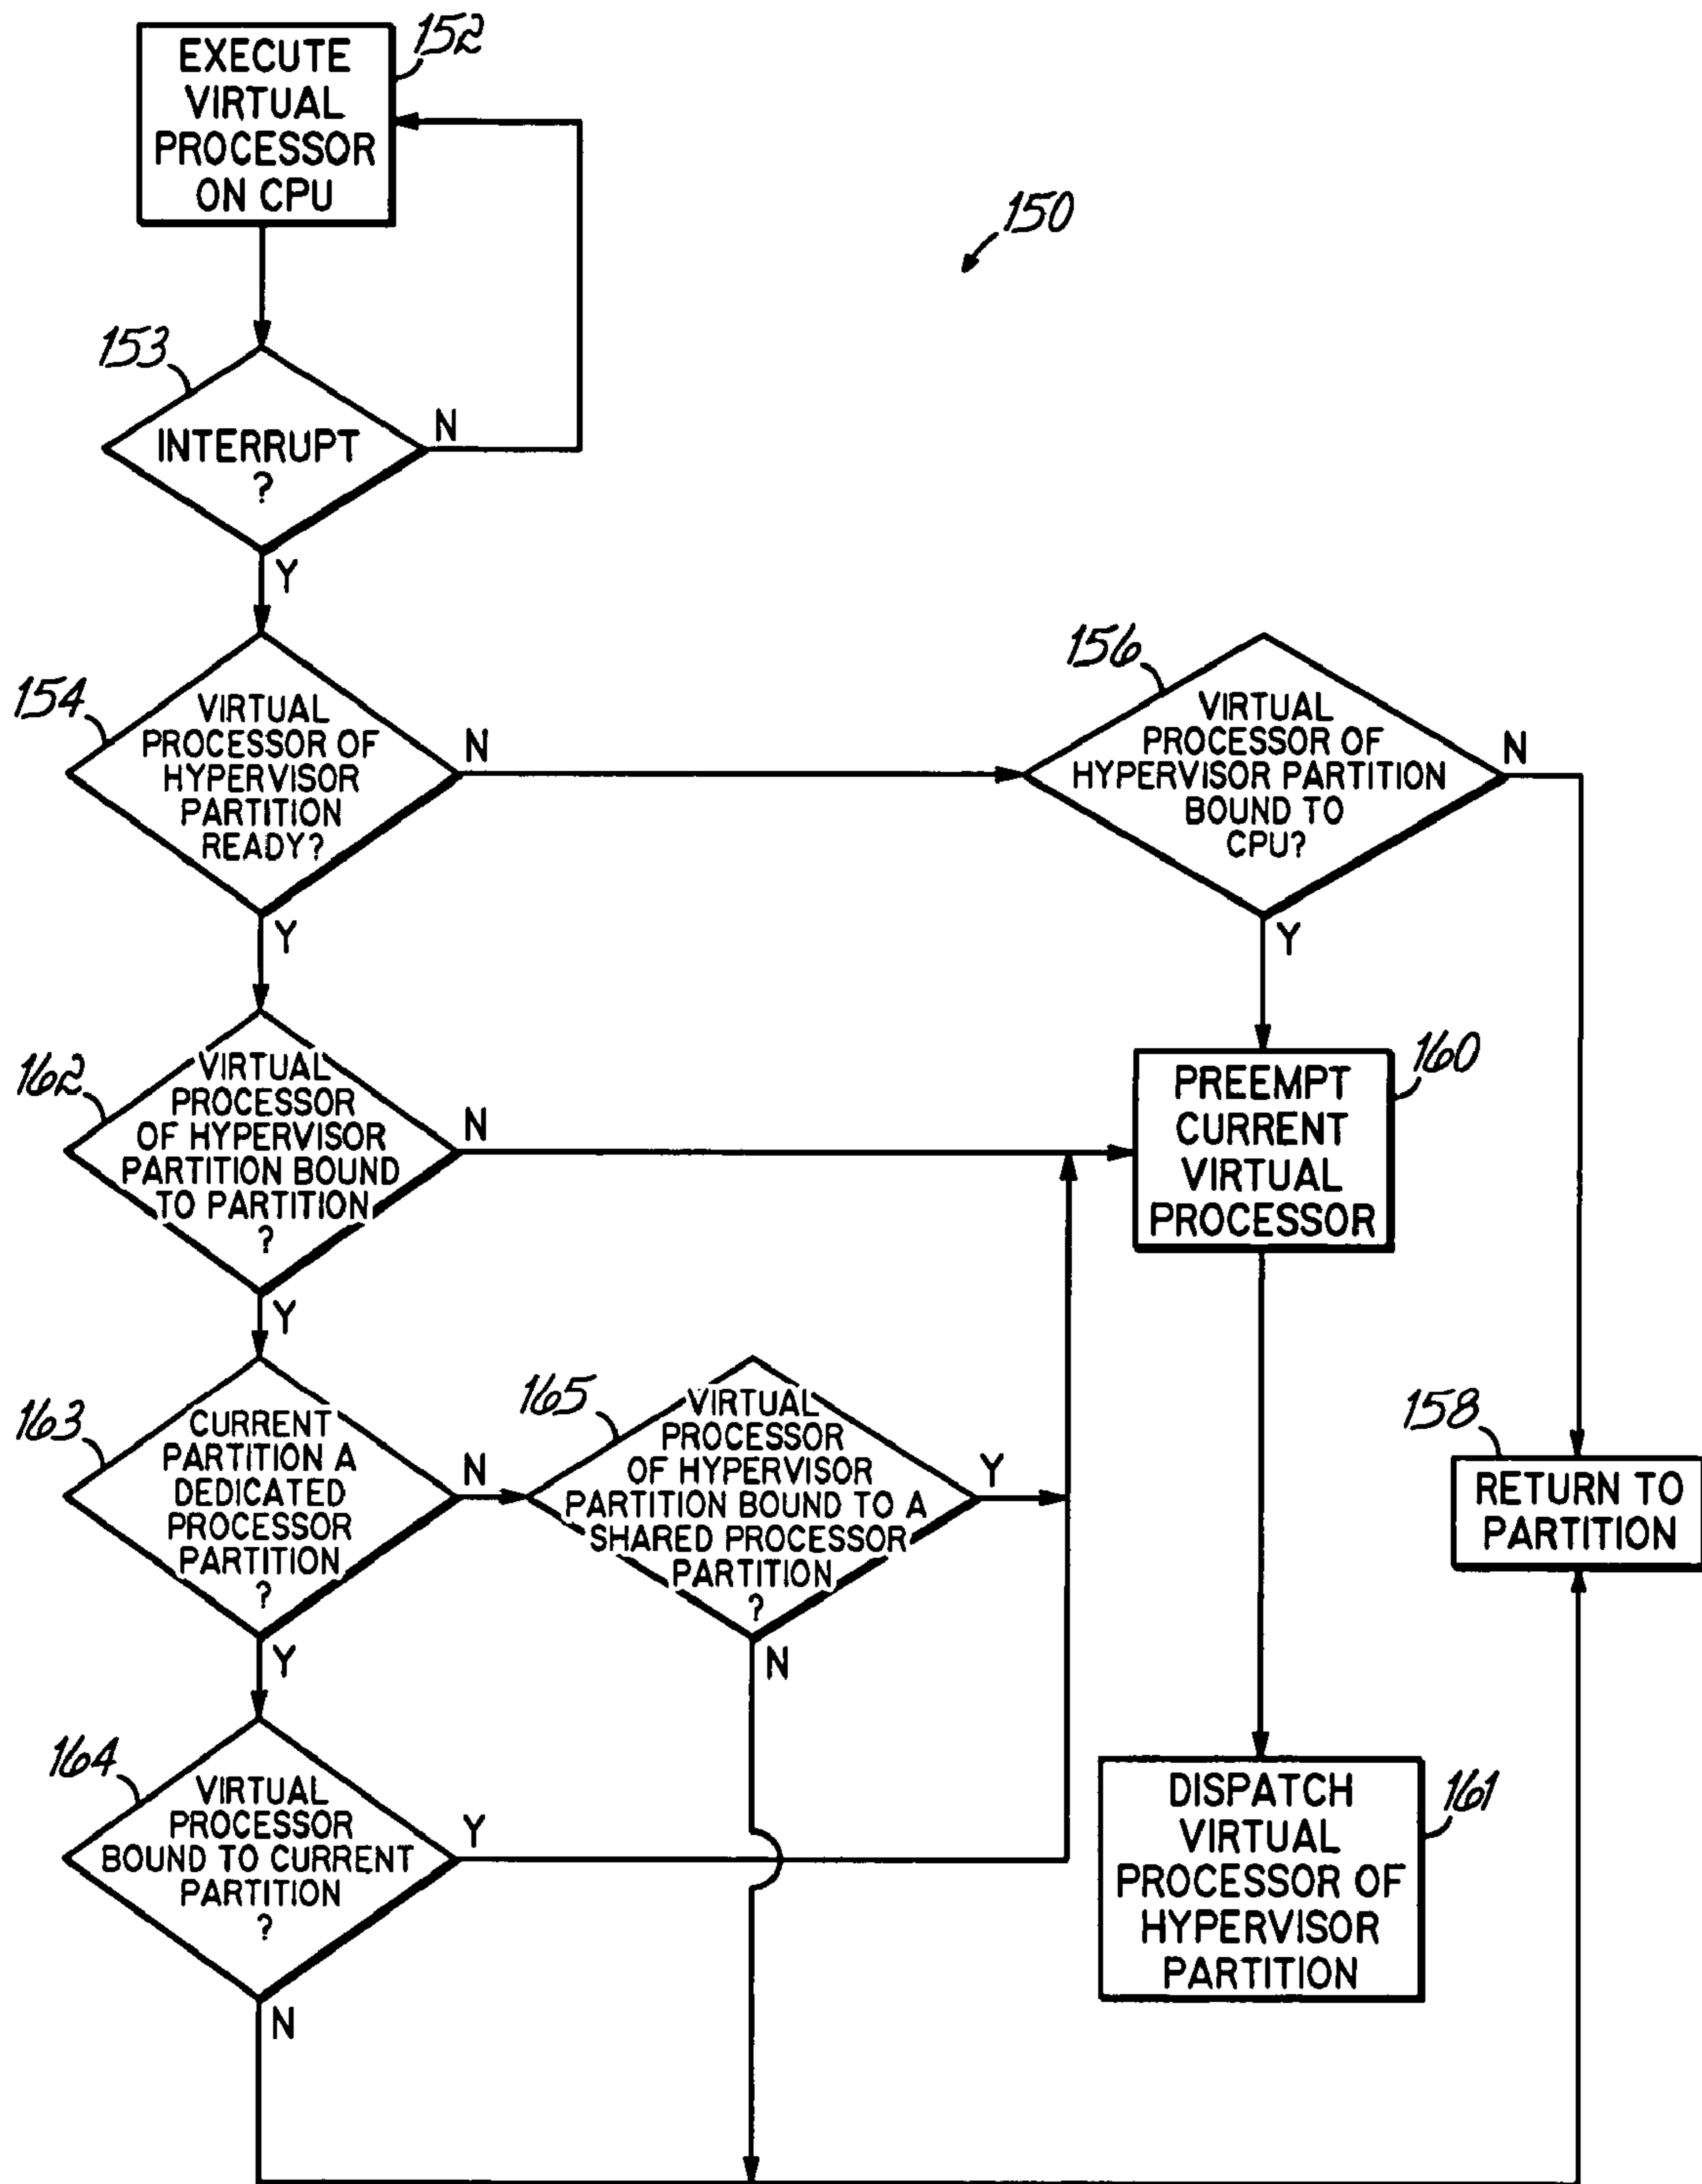 152
EXECUTE
VIRTUAL
PROCESSOR
ON CPU
150
153
INTERRUPT
?
N
Y
154
VIRTUAL
PROCESSOR OF
HYPERVISOR
PARTITION
READY?
N
Y
156
VIRTUAL
PROCESSOR OF
HYPERVISOR PARTITION
BOUND TO
CPU?
N
Y
162
VIRTUAL
PROCESSOR
OF HYPERVISOR
PARTITION BOUND
TO PARTITION
?
N
Y
160
PREEMPT
CURRENT
VIRTUAL
PROCESSOR
163
CURRENT
PARTITION A
DEDICATED
PROCESSOR
PARTITION
?
N
Y
165
VIRTUAL
PROCESSOR
OF HYPERVISOR
PARTITION BOUND TO A
SHARED PROCESSOR
PARTITION
?
Y
N
158
RETURN TO
PARTITION
164
VIRTUAL
PROCESSOR
BOUND TO CURRENT
PARTITION
?
Y
N
161
DISPATCH
VIRTUAL
PROCESSOR OF
HYPERVISOR
PARTITION